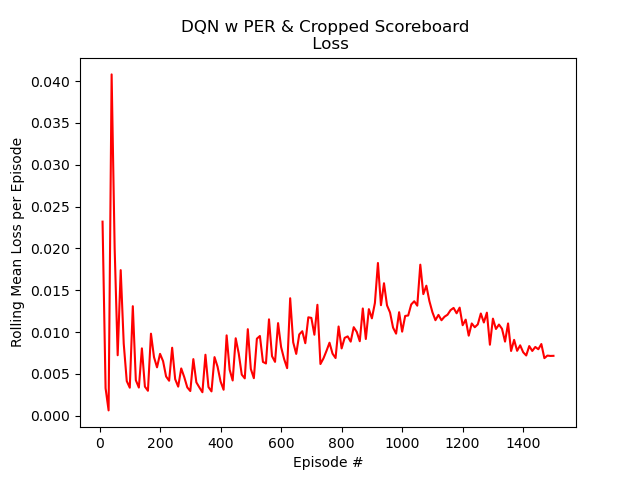 DQN w PER & Cropped Scoreboard
Loss
0.040
0.035
0.030
0.025
0.020
0.015
0.010
0.005
0.000
Rolling Mean Loss per Episode
0 200 400 600 800 1000 1200 1400
Episode #